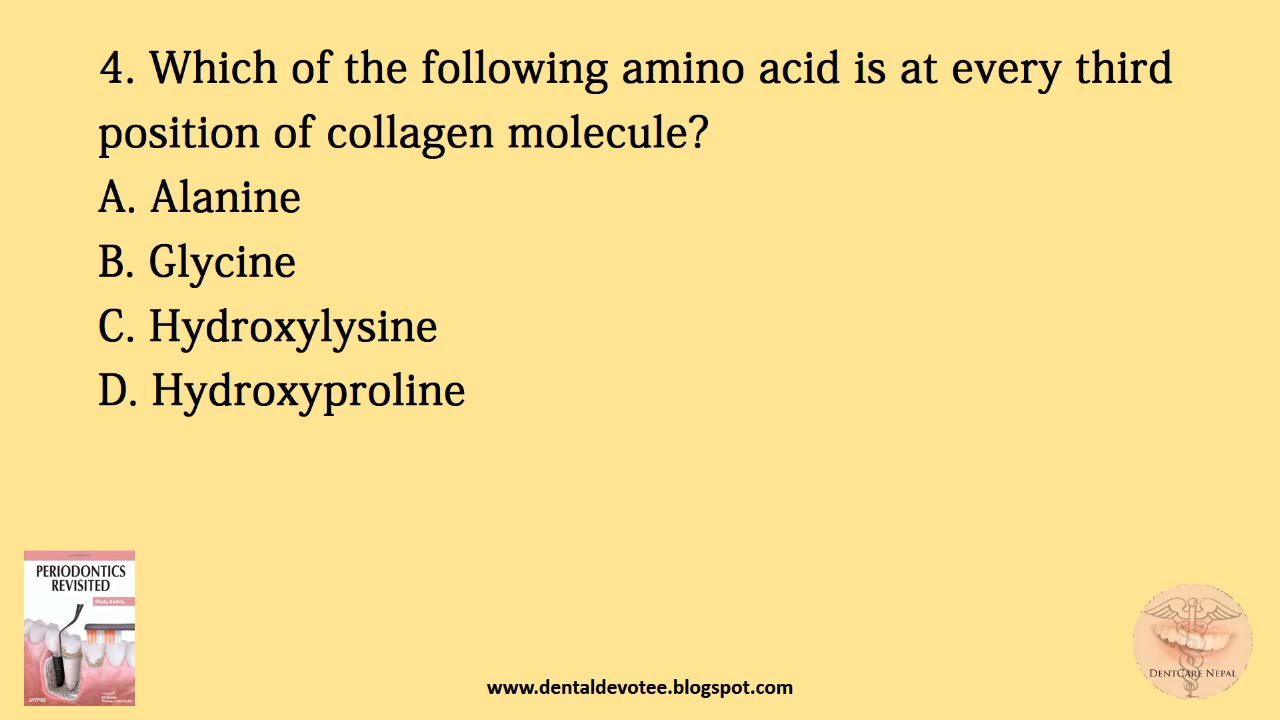 4. Which of the following amino acid is at every third
position of collagen molecule?
A. Alanine
B. Glycine
C. Hydroxylysine
D. Hydroxyproline
PERIODONTICS
REVISITED
www.dentaldevotee.blogspot.com
DENTCARE NEPAL